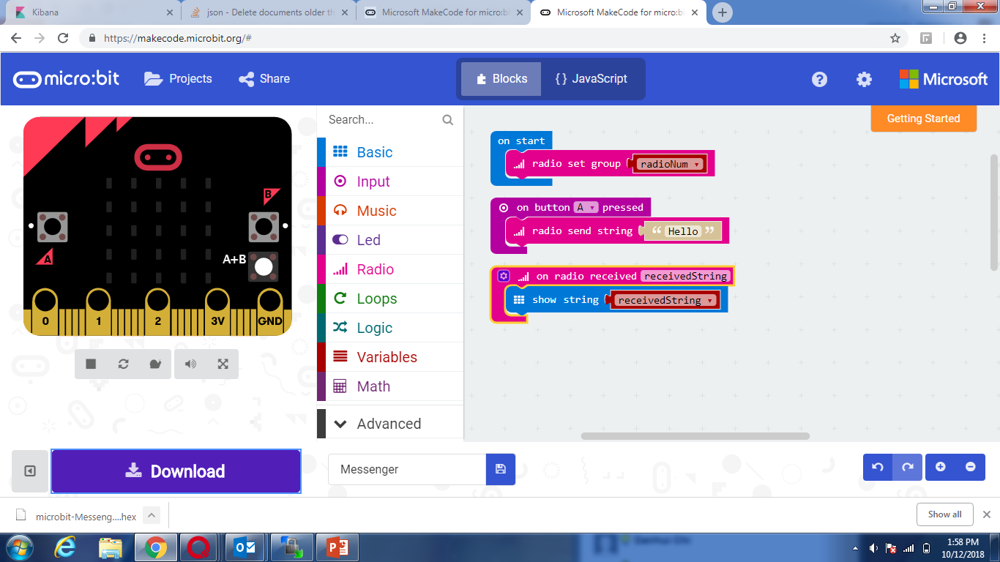 Kibana
json - Delete documents older th
Microsoft MakeCode for micro:bi
Microsoft MakeCode for micro:bi
https://makecode.microbit.org/#
micro:bit
Projects
Share
Blocks
{} JavaScript
?
Microsoft
Search...
Getting Started
Basic
Input
Music
Led
Radio
Loops
Logic
Variables
Math
Advanced
B
A
A+B
0 1 2 3V GND
on start
radio set group radioNum
on button A pressed
radio send string “ Hello ”
on radio received receivedString
show string receivedString
Download
Messenger
microbit-Messeng....hex
Show all
1:58 PM
10/12/2018